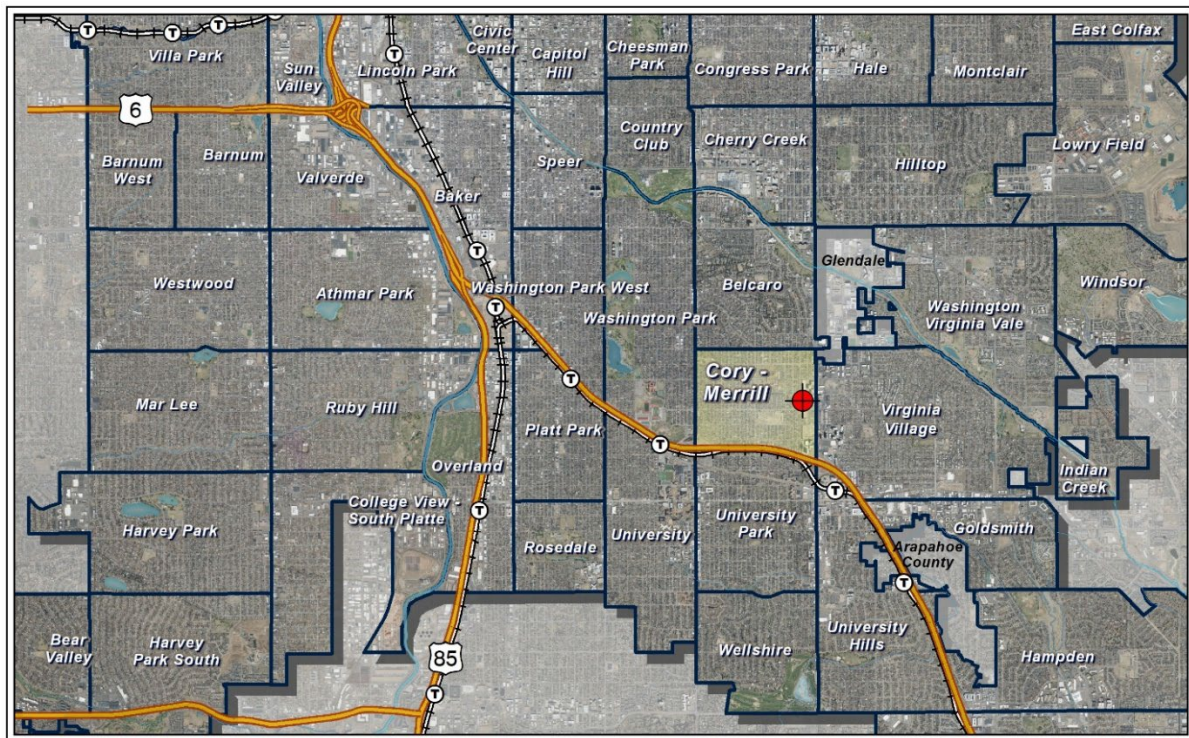 East Colfax
Villa Park
Sun
Valley
Lincoln Park
Civic
Center
Capitol
Hill
Cheesman
Park
Congress Park
Hale
Montclair
6
Barnum
West
Barnum
Valverde
Baker
Speer
Country
Club
Cherry Creek
Hilltop
Lowry Field
Westwood
Athmar Park
Washington Park West
Washington Park
Belcaro
Glendale
Washington
Virginia Vale
Windsor
Mar Lee
Ruby Hill
Platt Park
Cory -
Merrill
Virginia
Village
Indian
Creek
Overland
Harvey Park
College View -
South Platte
Rosedale
University
University
Park
Goldsmith
Arapahoe
County
Bear
Valley
Harvey
Park South
85
Wellshire
University
Hills
Hampden
T
T
T
T
T
T
T
T
T
T
T
T
T